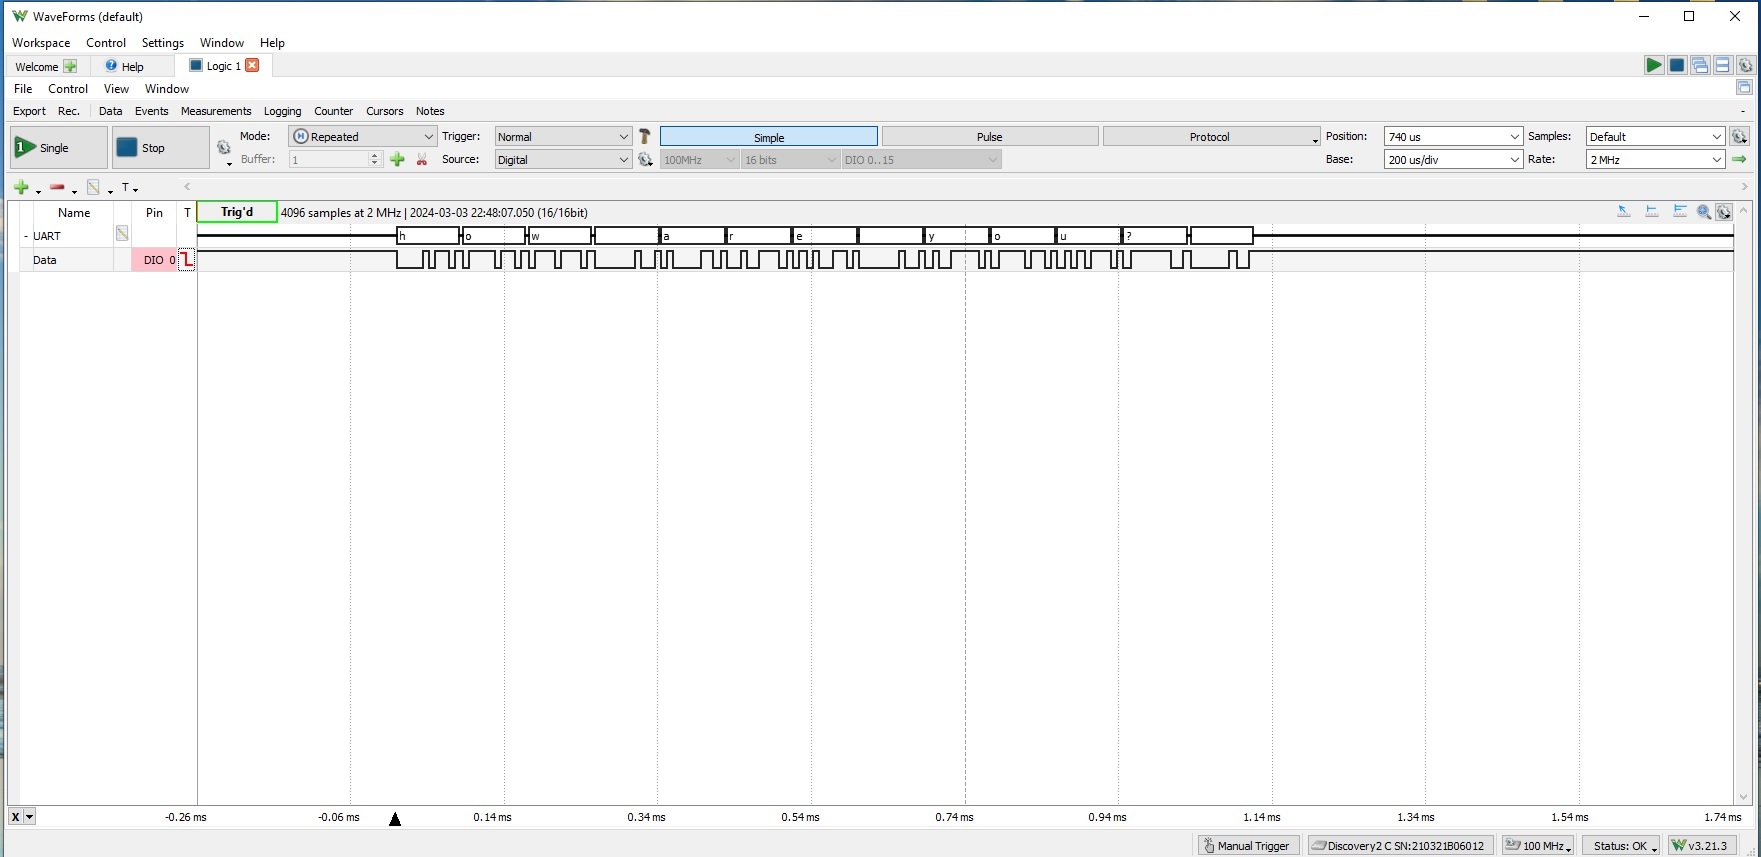 WaveForms (default)
Workspace Control Settings Window Help
Welcome Help Logic 1
File Control View Window
Export Rec. Data Events Measurements Logging Counter Cursors Notes
1 Single Stop Mode: Repeated Trigger: Normal Simple Pulse Protocol Position: 740 us Samples: Default
Buffer: 1 Source: Digital 100MHz 16 bits DIO 0..15 Base: 200 us/div Rate: 2 MHz
T
Name Pin T Trig'd 4096 samples at 2 MHz | 2024-03-03 22:48:07.050 (16/16bit)
- UART h o w a r e y o u ?
Data DIO 0
X -0.26 ms -0.06 ms 0.14 ms 0.34 ms 0.54 ms 0.74 ms 0.94 ms 1.14 ms 1.34 ms 1.54 ms 1.74 ms
Manual Trigger Discovery2 C SN:210321B06012 100 MHz Status: OK v3.21.3